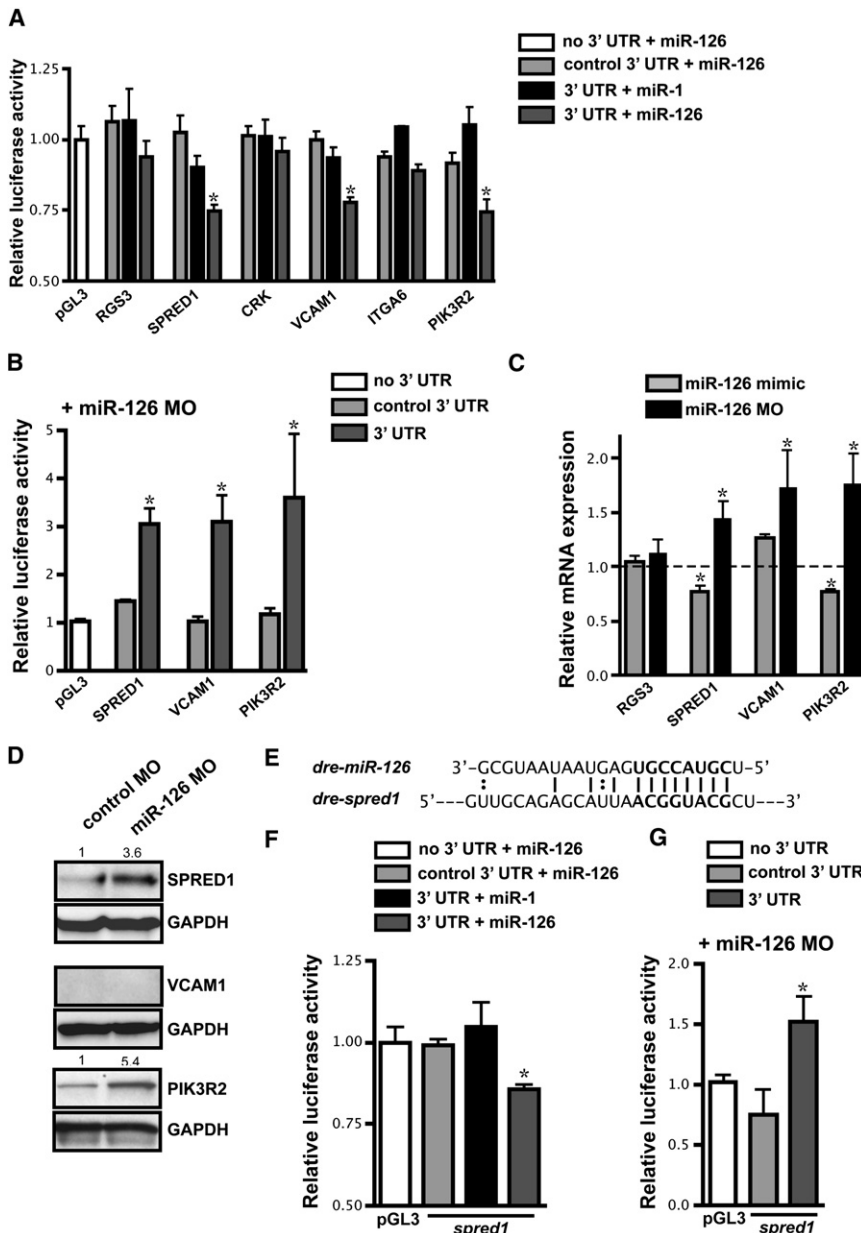 A
no 3' UTR + miR-126
control 3' UTR + miR-126
3' UTR + miR-1
3' UTR + miR-126
Relative luciferase activity
1.25
1.00
0.75
0.50
*
*
*
pGL3
RGS3
SPRED1
CRK
VCAM1
ITGA6
PIK3R2
B
+ miR-126 MO
no 3' UTR
control 3' UTR
3' UTR
Relative luciferase activity
5
4
3
2
1
0
*
*
*
pGL3
SPRED1
VCAM1
PIK3R2
C
miR-126 mimic
miR-126 MO
Relative mRNA expression
2.0
1.5
1.0
0.5
0.0
*
*
*
*
*
RGS3
SPRED1
VCAM1
PIK3R2
D
control MO
miR-126 MO
1 3.6
SPRED1
GAPDH
VCAM1
GAPDH
1 5.4
PIK3R2
GAPDH
E
dre-miR-126 3'-GCGUAAUAAUGAGUGCCAUGCU-5'
dre-spred1 5'---GUUGCAGAGCAUUAACGGUACGCU---3'
F
no 3' UTR + miR-126
control 3' UTR + miR-126
3' UTR + miR-1
3' UTR + miR-126
Relative luciferase activity
1.25
1.00
0.75
0.50
*
pGL3
spred1
G
no 3' UTR
control 3' UTR
3' UTR
+ miR-126 MO
Relative luciferase activity
2.0
1.5
1.0
0.5
0.0
*
pGL3
spred1